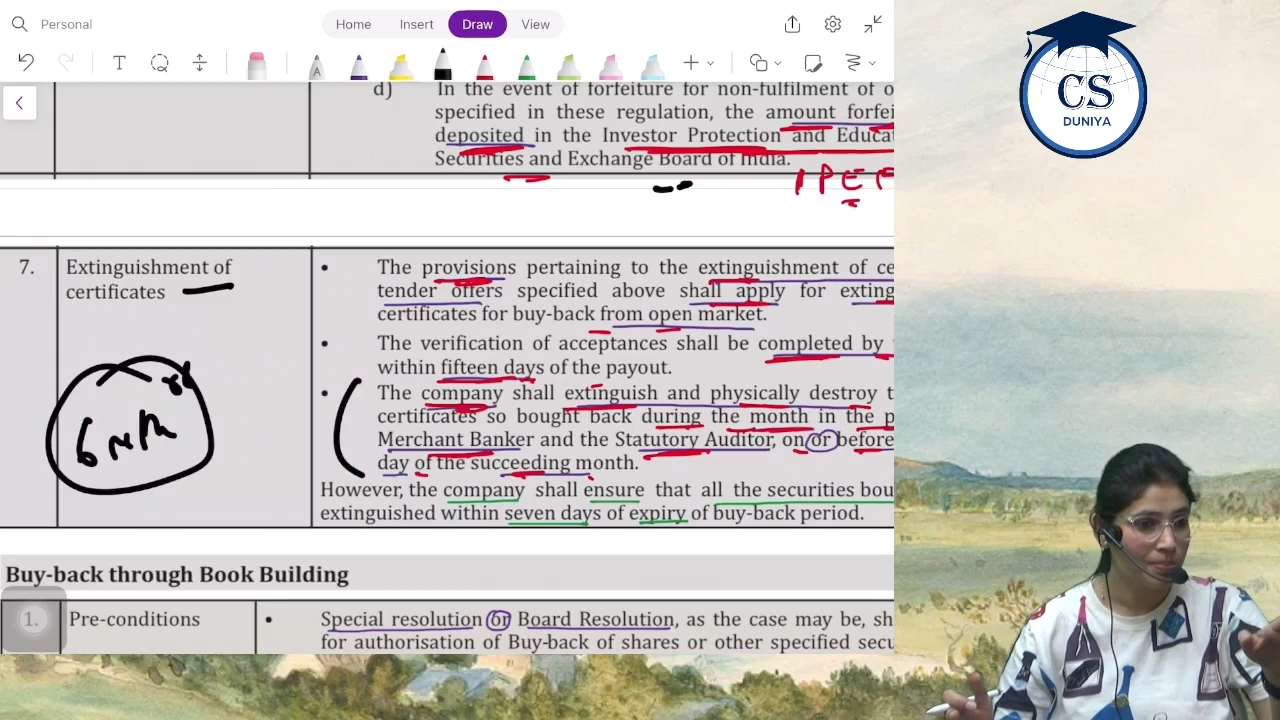 Personal
Home Insert Draw View
CS
DUNIYA
d) In the event of forfeiture for non-fulfilment of o
specified in these regulation, the amount forfei
deposited in the Investor Protection and Educat
Securities and Exchange Board of India.
IPEF
7. Extinguishment of certificates
• The provisions pertaining to the extinguishment of ce
tender offers specified above shall apply for exting
certificates for buy-back from open market.
• The verification of acceptances shall be completed by
within fifteen days of the payout.
• The company shall extinguish and physically destroy t
certificates so bought back during the month in the p
Merchant Banker and the Statutory Auditor, on or before
day of the succeeding month.
However, the company shall ensure that all the securities bou
extinguished within seven days of expiry of buy-back period.
Buy-back through Book Building
1. Pre-conditions
• Special resolution or Board Resolution, as the case may be, sh
for authorisation of Buy-back of shares or other specified secu